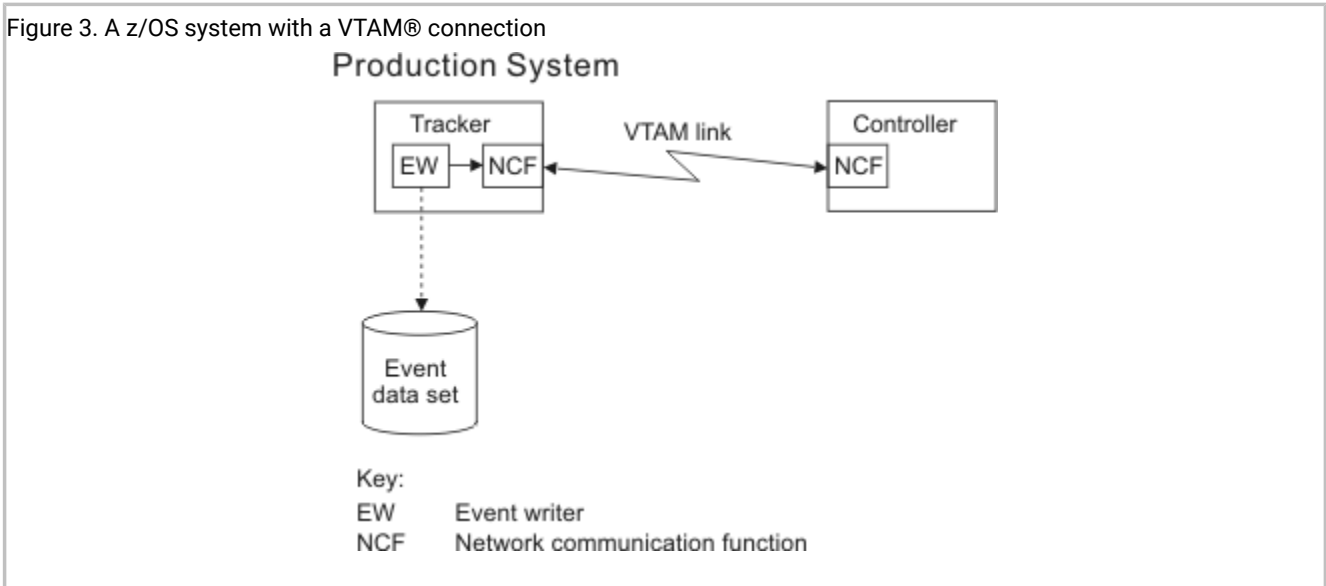 Figure 3. A z/OS system with a VTAM® connection
Production System
Tracker
VTAM link
Controller
EW
NCF
NCF
Event
data set
Key:
EW Event writer
NCF Network communication function